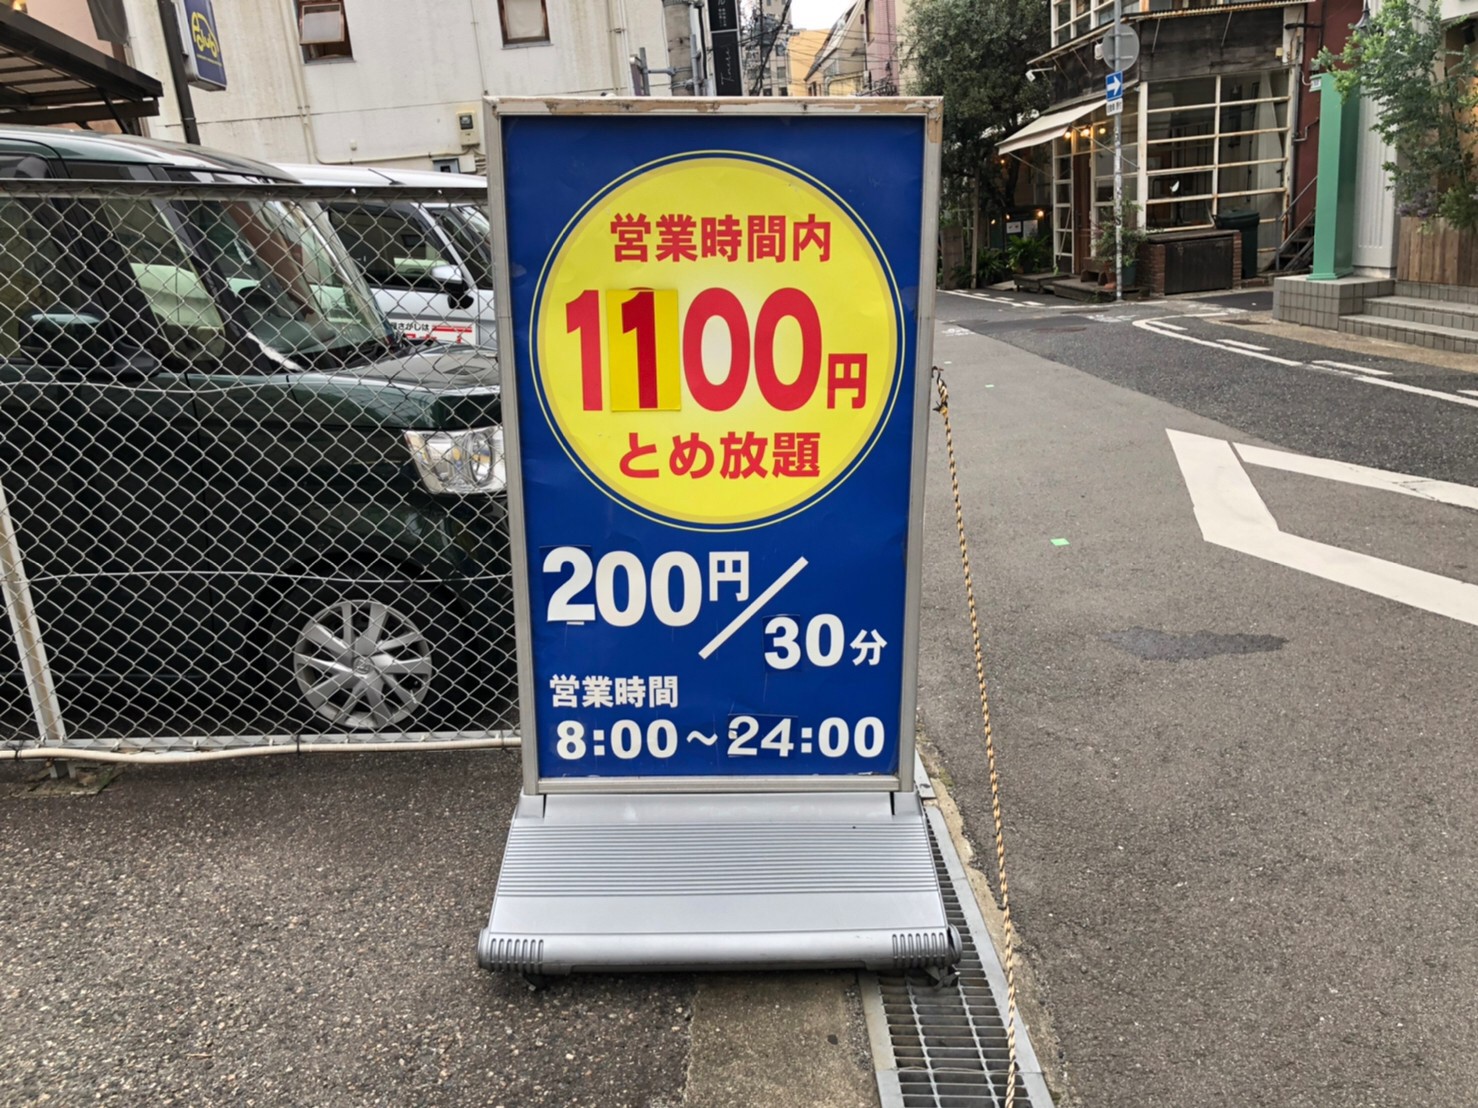 営業時間内
1100円
とめ放題
200円/30分
営業時間
8:00～24:00